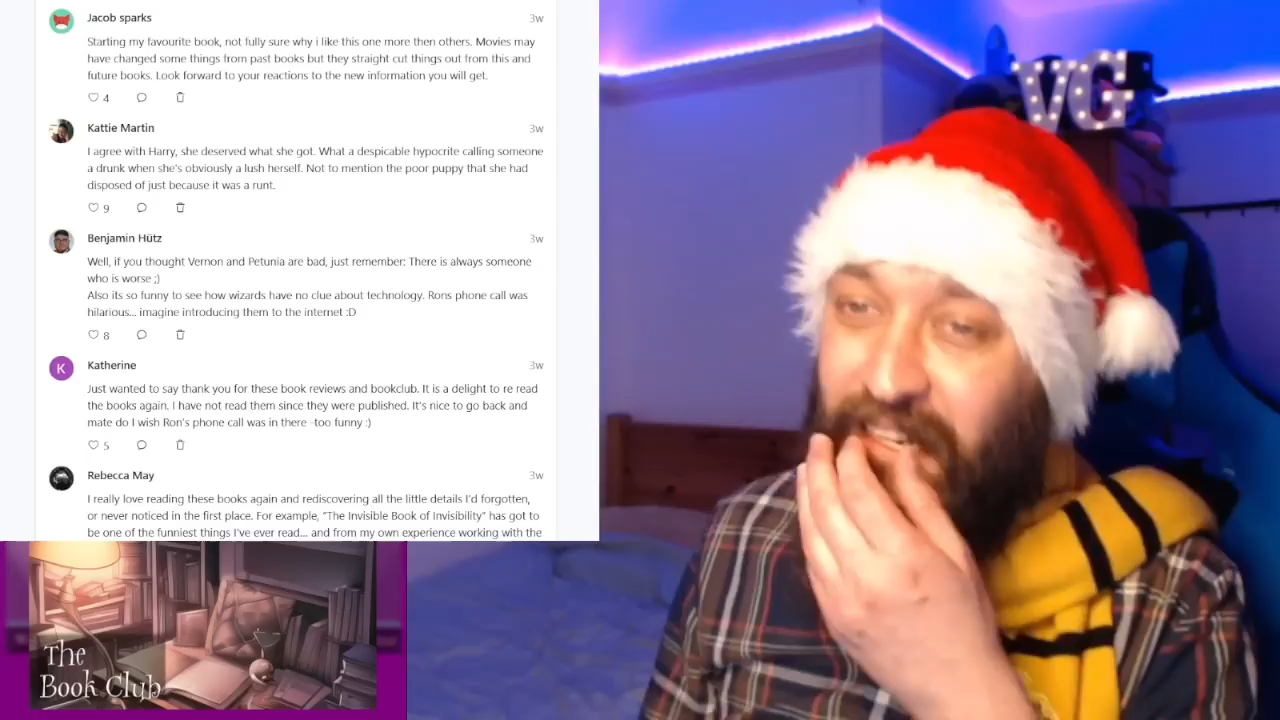 Jacob sparks
3w
Starting my favourite book, not fully sure why i like this one more then others. Movies may
have changed some things from past books but they straight cut things out from this and
future books. Look forward to your reactions to the new information you will get.
4
Kattie Martin
3w
I agree with Harry, she deserved what she got. What a despicable hypocrite calling someone
a drunk when she's obviously a lush herself. Not to mention the poor puppy that she had
disposed of just because it was a runt.
9
Benjamin Hütz
3w
Well, if you thought Vernon and Petunia are bad, just remember: There is always someone
who is worse ;)
Also its so funny to see how wizards have no clue about technology. Rons phone call was
hilarious... imagine introducing them to the internet :D
8
K
Katherine
3w
Just wanted to say thank you for these book reviews and bookclub. It is a delight to re read
the books again. I have not read them since they were published. It's nice to go back and
mate do I wish Ron's phone call was in there -too funny :)
5
Rebecca May
3w
I really love reading these books again and rediscovering all the little details I'd forgotten,
or never noticed in the first place. For example, "The Invisible Book of Invisibility" has got to
be one of the funniest things I've ever read... and from my own experience working with the
VG
The
Book Club